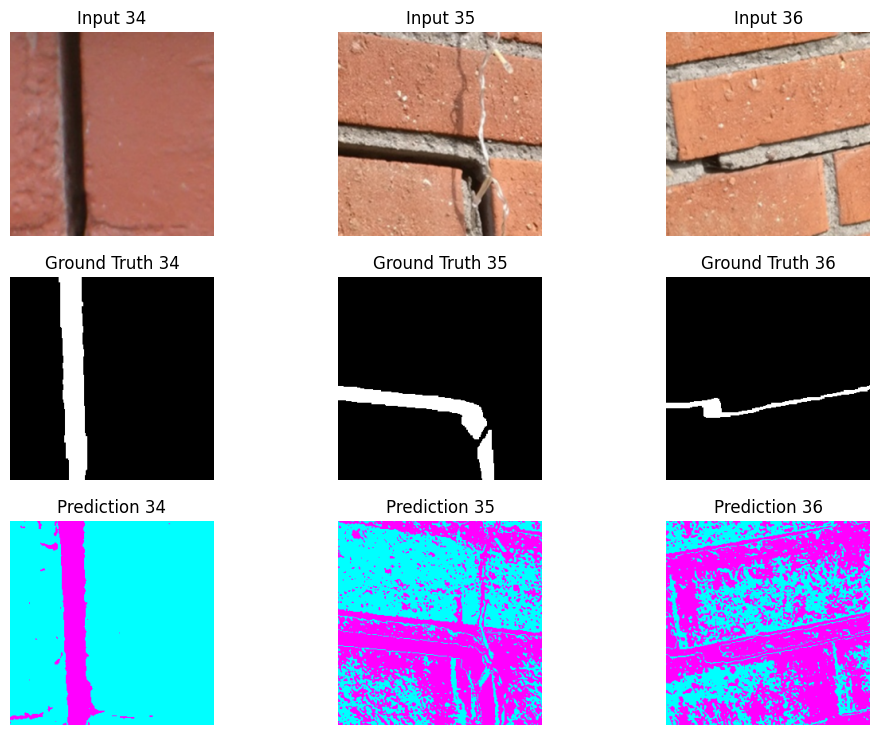 Input 34
Input 35
Input 36
Ground Truth 34
Ground Truth 35
Ground Truth 36
Prediction 34
Prediction 35
Prediction 36